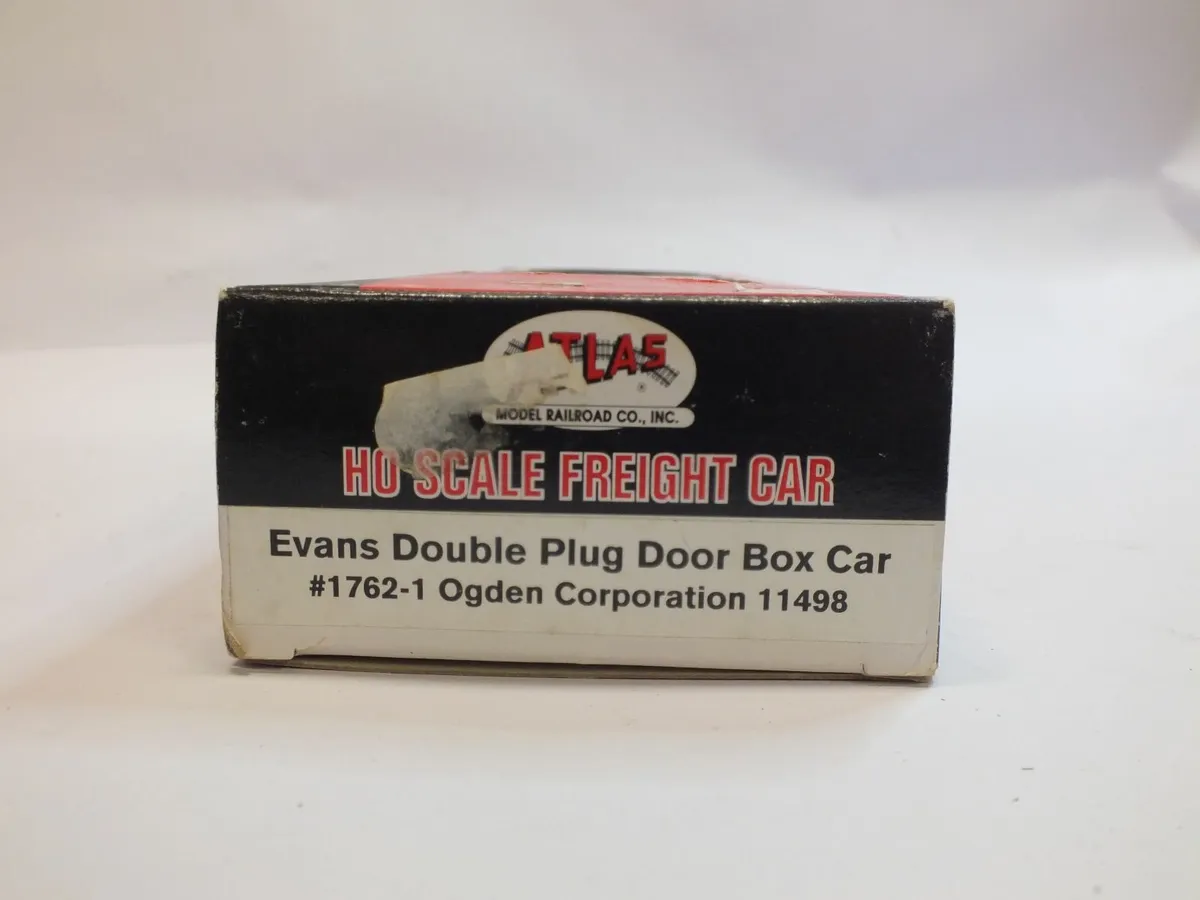 ATLAS
®
MODEL RAILROAD CO., INC.
HO SCALE FREIGHT CAR
Evans Double Plug Door Box Car
#1762-1 Ogden Corporation 11498